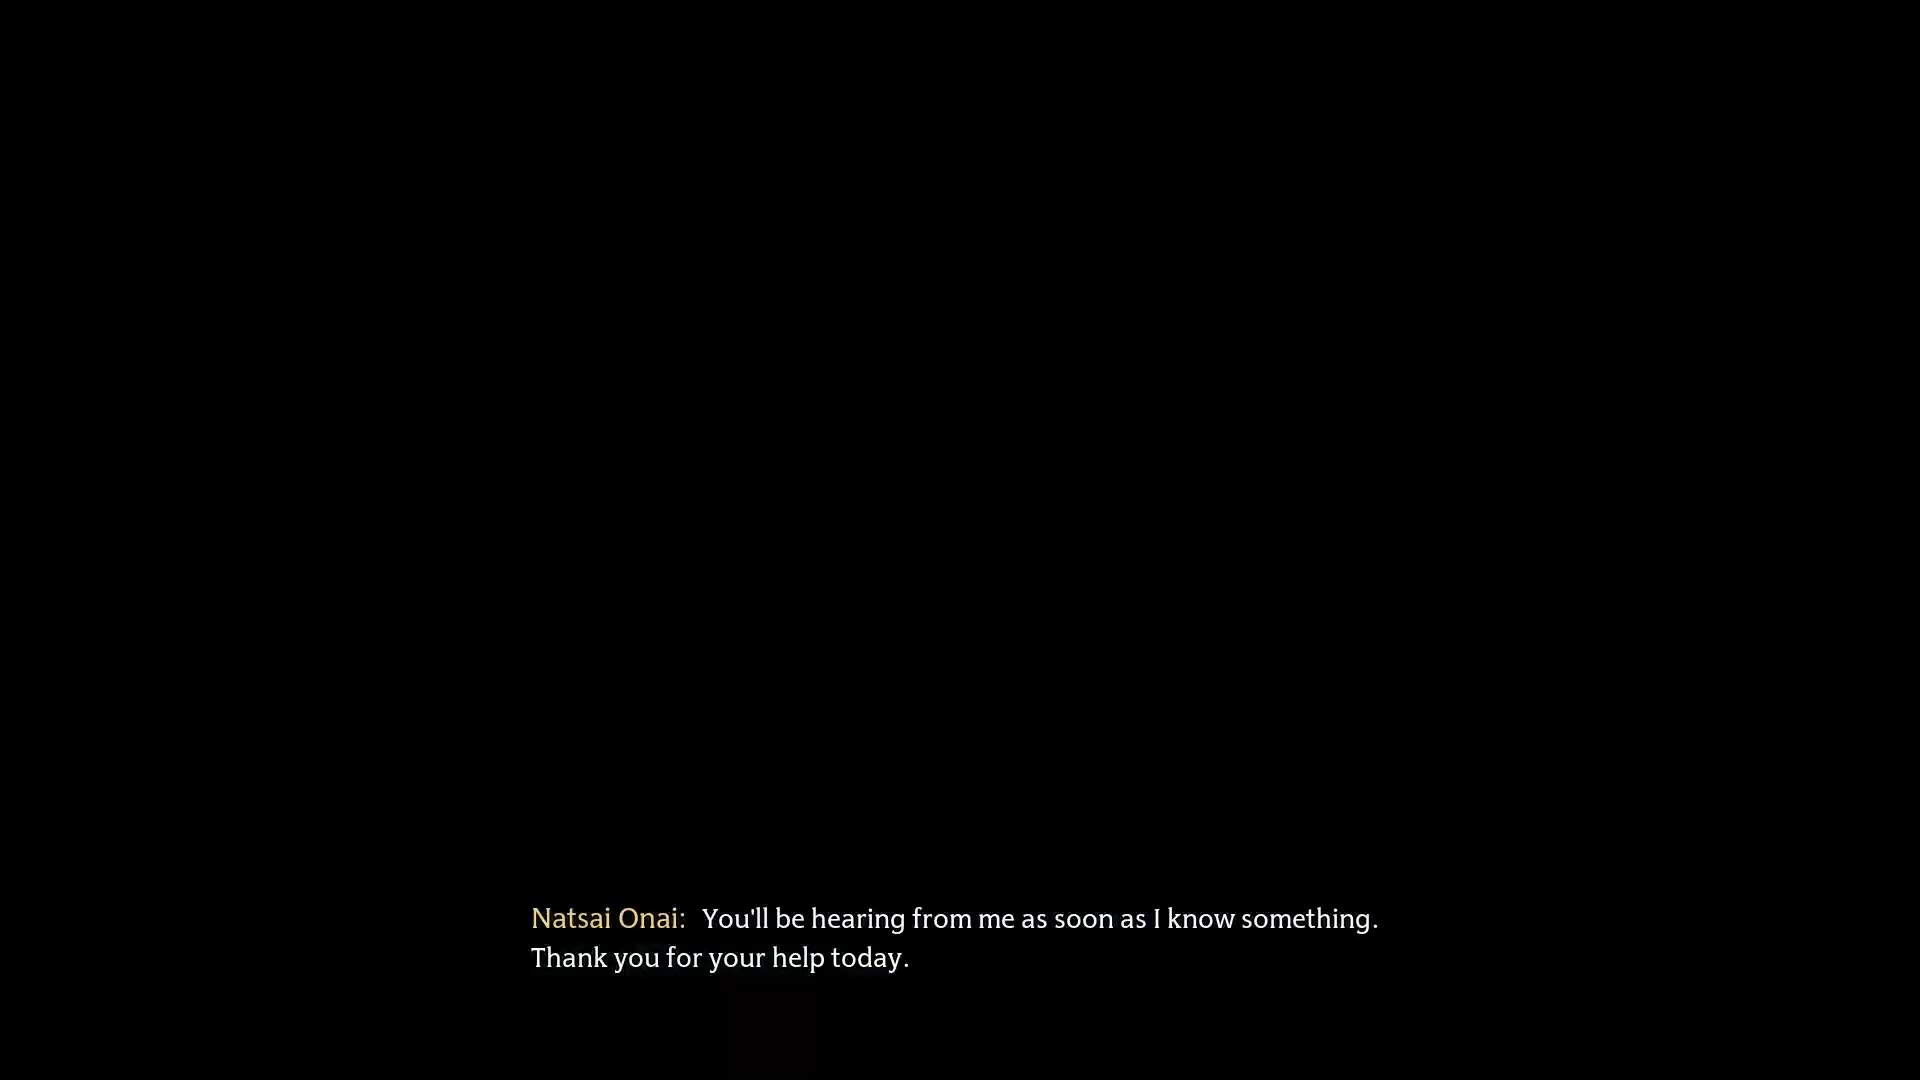 Natsai Onai: You'll be hearing from me as soon as I know something.
Thank you for your help today.